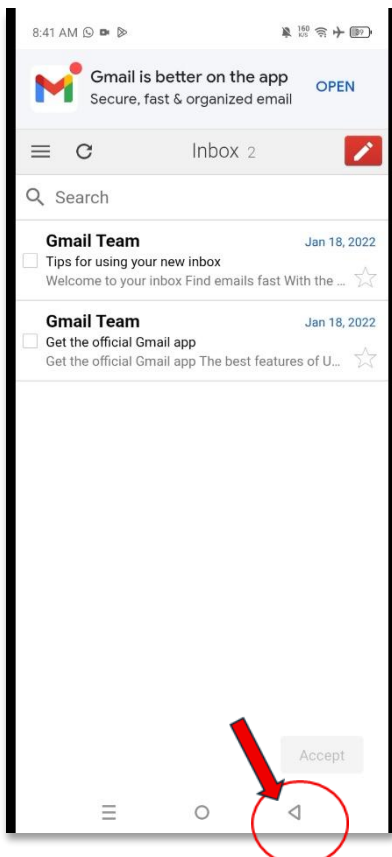 8:41 AM
160
K/S
39
Gmail is better on the app
Secure, fast & organized email
OPEN
Inbox 2
Search
Gmail Team
Jan 18, 2022
Tips for using your new inbox
Welcome to your inbox Find emails fast With the ...
Gmail Team
Jan 18, 2022
Get the official Gmail app
Get the official Gmail app The best features of U...
Accept